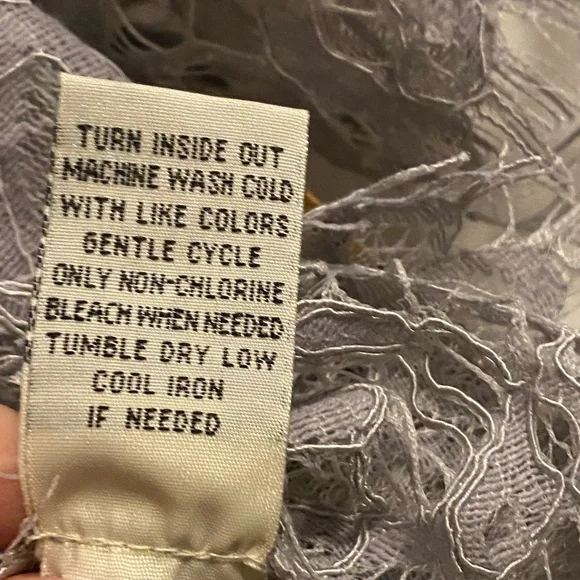 TURN INSIDE OUT
MACHINE WASH COLD
WITH LIKE COLORS
GENTLE CYCLE
ONLY NON-CHLORINE
BLEACH WHEN NEEDED
TUMBLE DRY LOW
COOL IRON
IF NEEDED